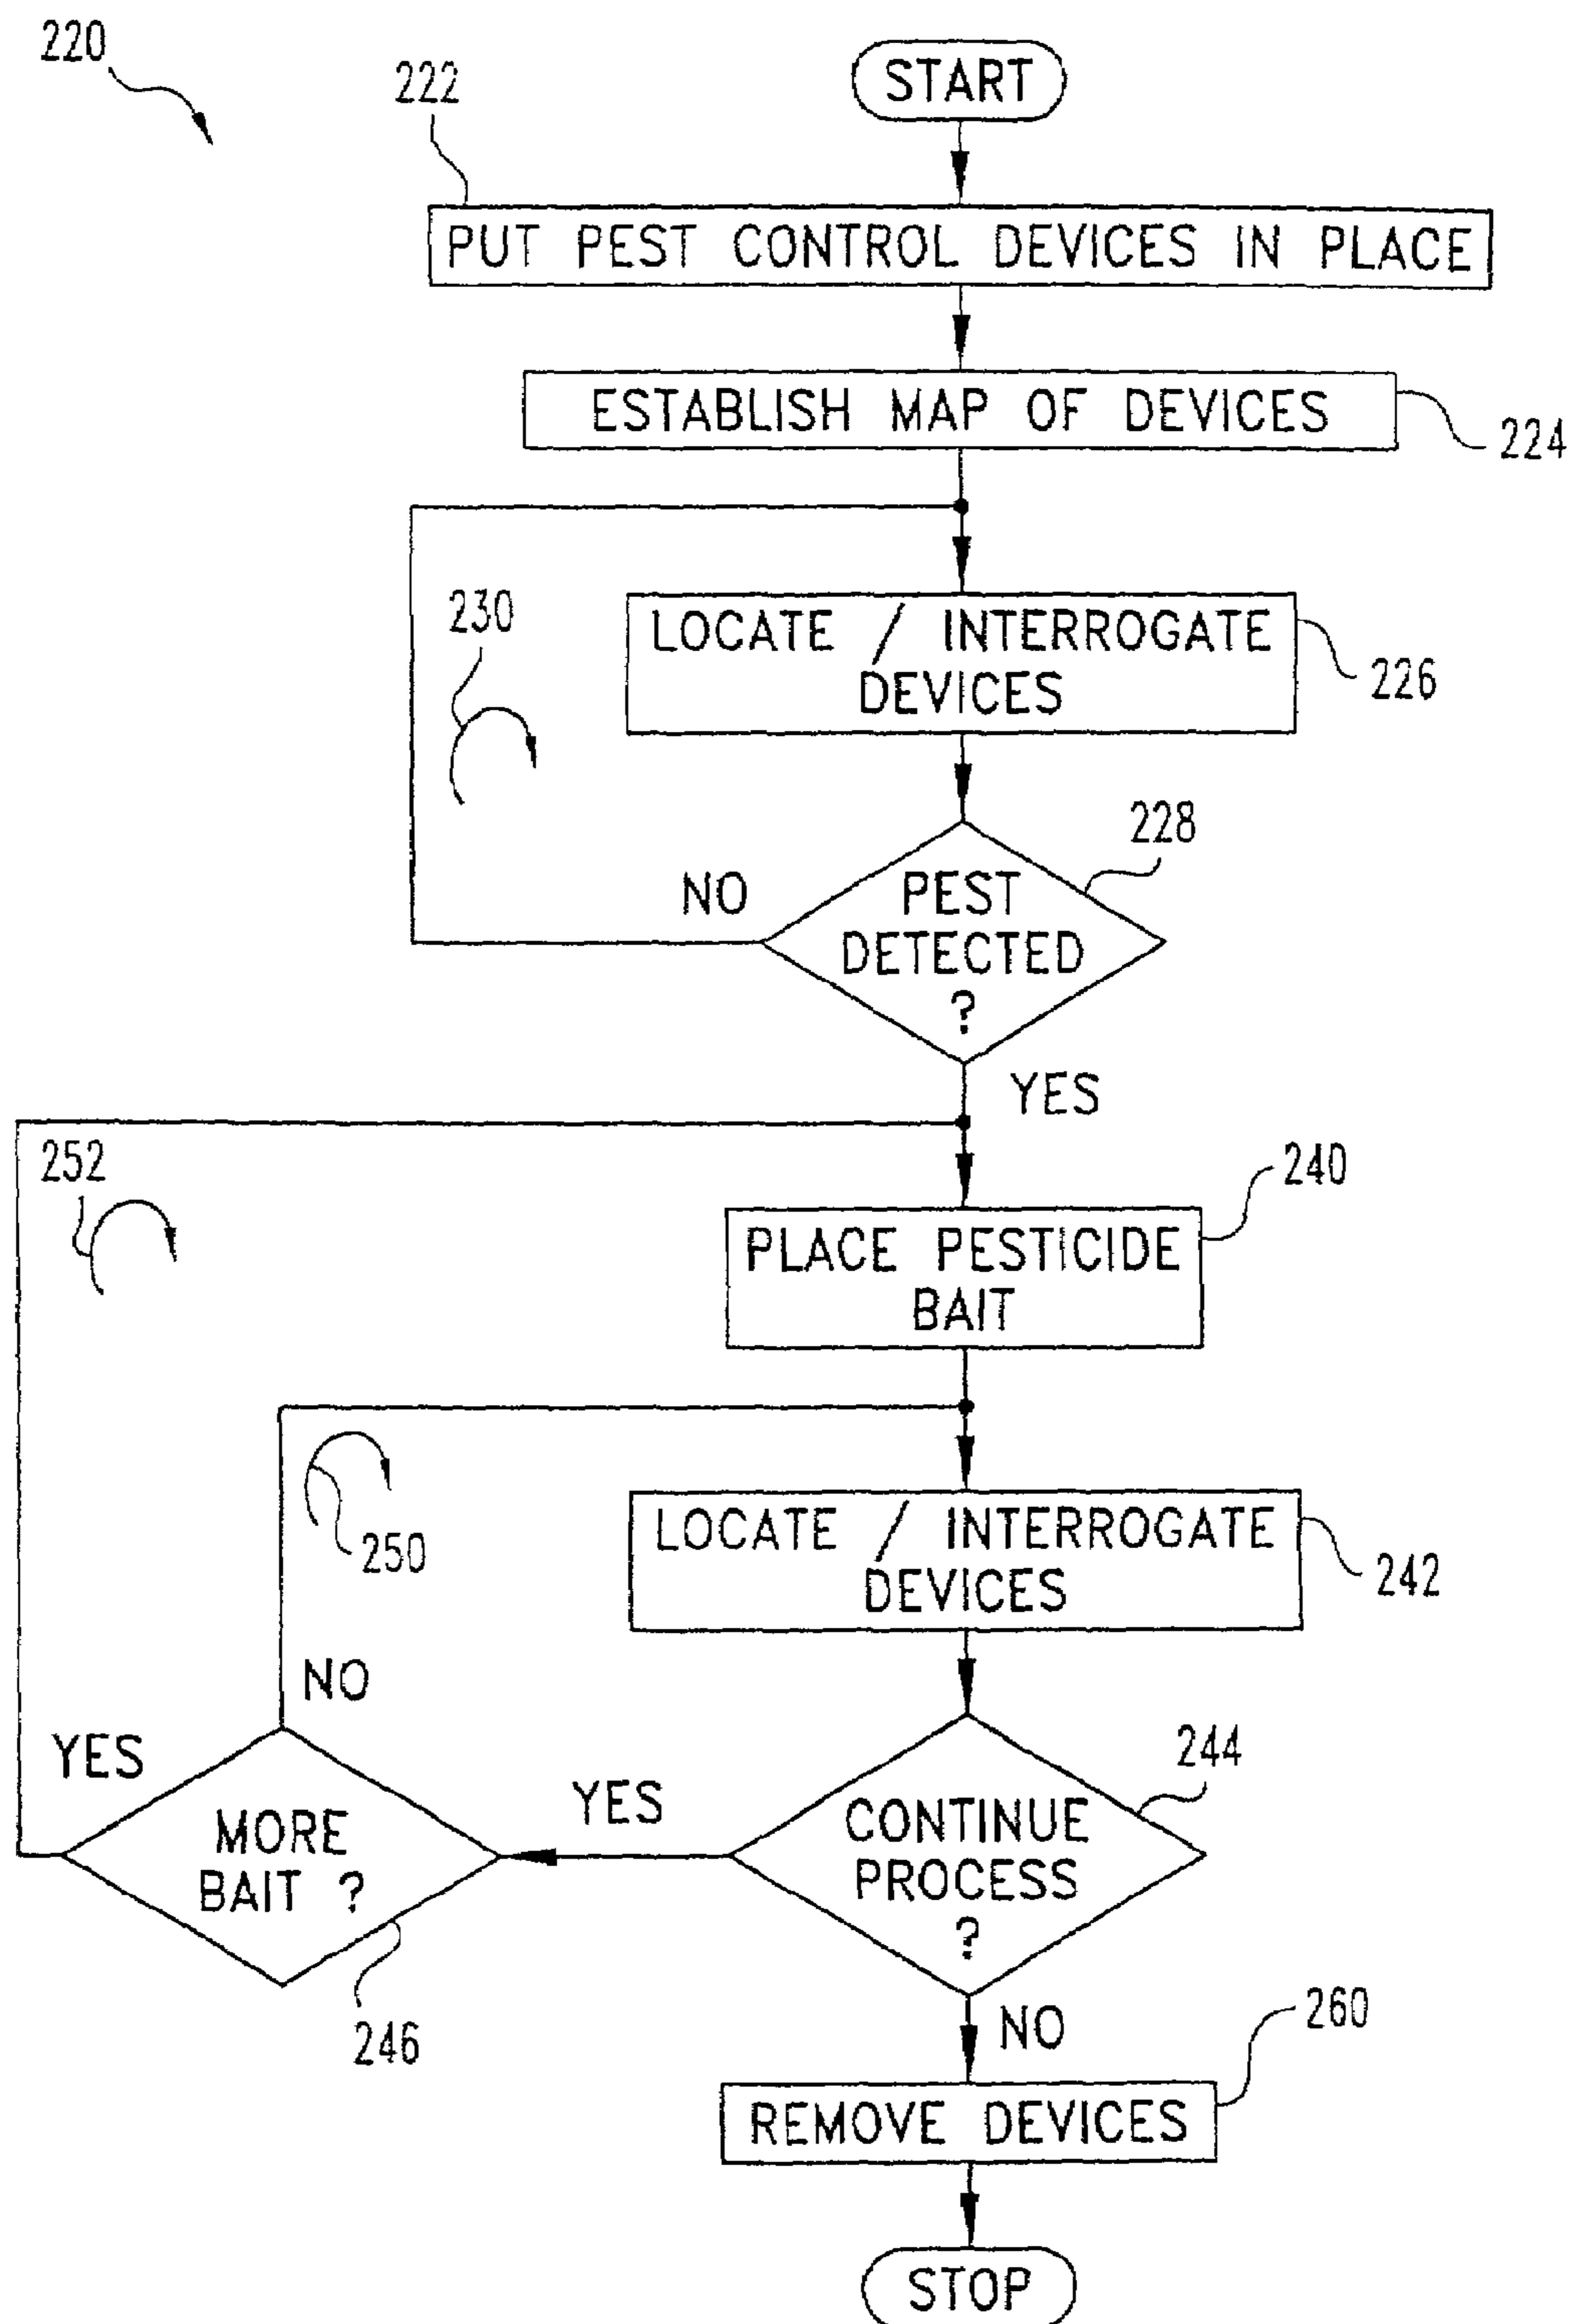 220
START
222
PUT PEST CONTROL DEVICES IN PLACE
ESTABLISH MAP OF DEVICES
224
230
LOCATE / INTERROGATE
DEVICES
226
228
NO
PEST
DETECTED
?
YES
252
240
PLACE PESTICIDE
BAIT
250
LOCATE / INTERROGATE
DEVICES
242
NO
YES
MORE
BAIT ?
246
YES
244
CONTINUE
PROCESS
?
NO
260
REMOVE DEVICES
STOP